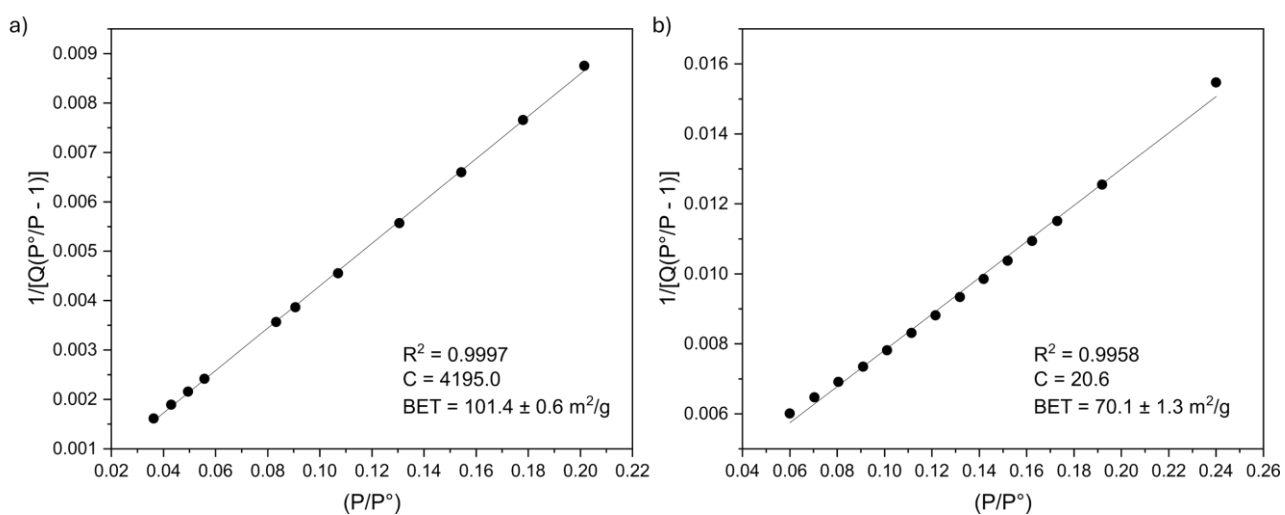 a)
0.009
0.008
0.007
0.006
0.005
0.004
0.003
0.002
0.001
1/[Q(P°/P - 1)]
R² = 0.9997
C = 4195.0
BET = 101.4 ± 0.6 m²/g
0.02 0.04 0.06 0.08 0.10 0.12 0.14 0.16 0.18 0.20 0.22
(P/P°)
b)
0.016
0.014
0.012
0.010
0.008
0.006
1/[Q(P°/P - 1)]
R² = 0.9958
C = 20.6
BET = 70.1 ± 1.3 m²/g
0.04 0.06 0.08 0.10 0.12 0.14 0.16 0.18 0.20 0.22 0.24 0.26
(P/P°)